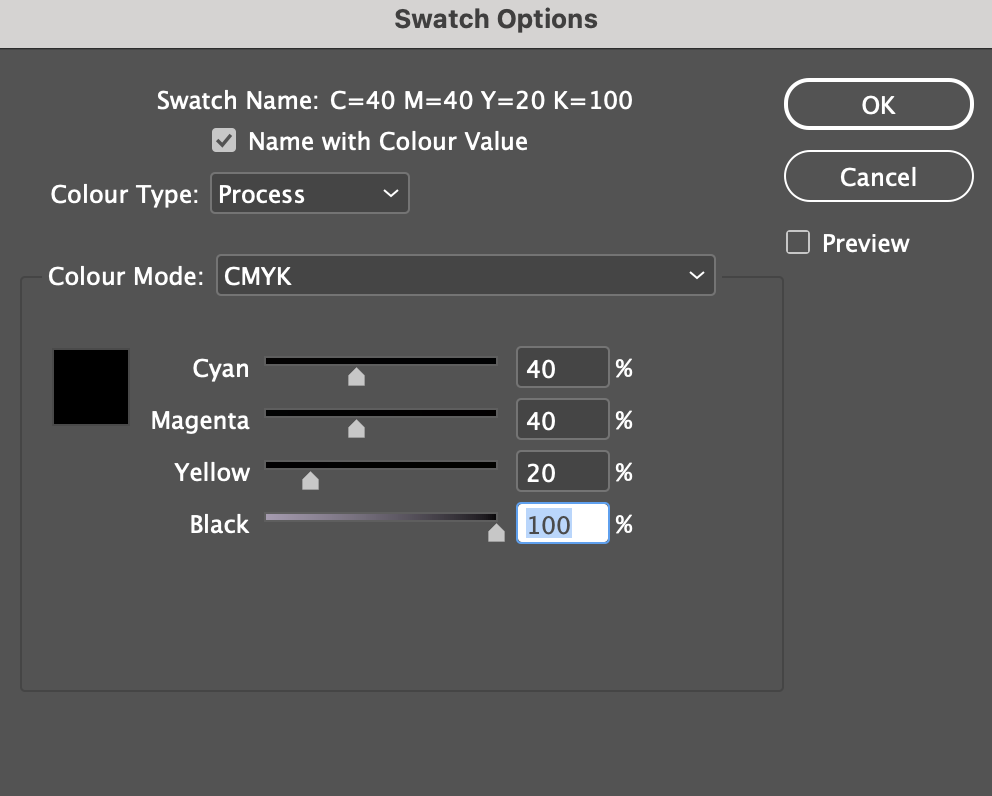 Swatch Options
Swatch Name: C=40 M=40 Y=20 K=100
Name with Colour Value
Colour Type: Process
Colour Mode: CMYK
Cyan 40 %
Magenta 40 %
Yellow 20 %
Black 100 %
OK
Cancel
Preview